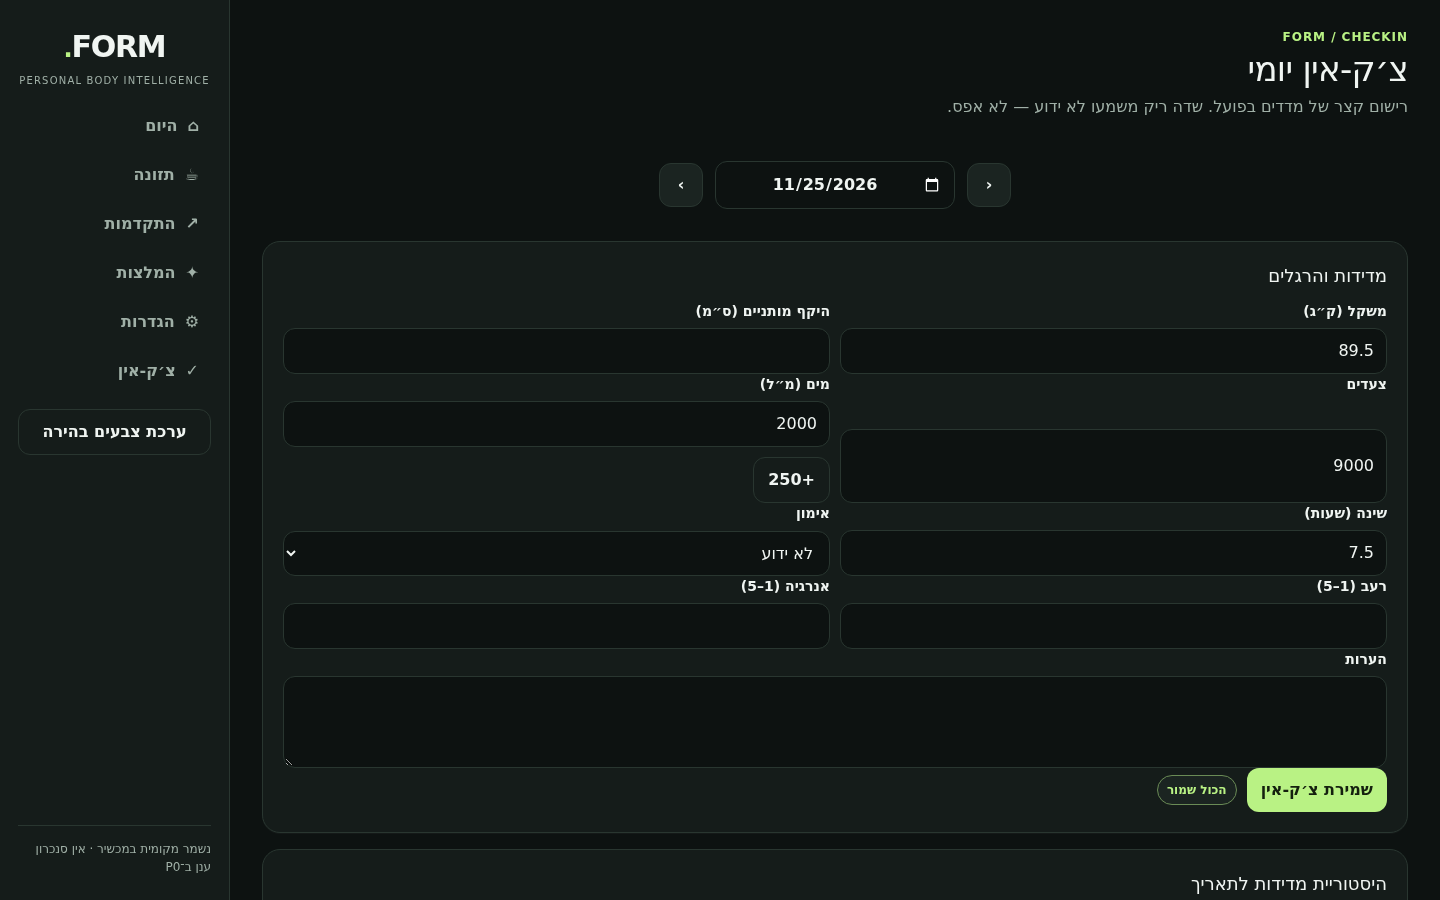 FORM.
PERSONAL BODY INTELLIGENCE
היום
תזונה
התקדמות
המלצות
הגדרות
צ׳ק-אין
ערכת צבעים בהירה
נשמר מקומית במכשיר · אין סנכרון
ענן ב־P0
FORM / CHECKIN
צ׳ק-אין יומי
רישום קצר של מדדים בפועל. שדה ריק משמעו לא ידוע — לא אפס.
11/25/2026
מדידות והרגלים
משקל (ק״ג)
89.5
היקף מותניים (ס״מ)
צעדים
9000
מים (מ״ל)
2000
+250
שינה (שעות)
7.5
אימון
לא ידוע
רעב (1–5)
אנרגיה (1–5)
הערות
שמירת צ׳ק-אין
הכול שמור
היסטוריית מדידות לתאריך